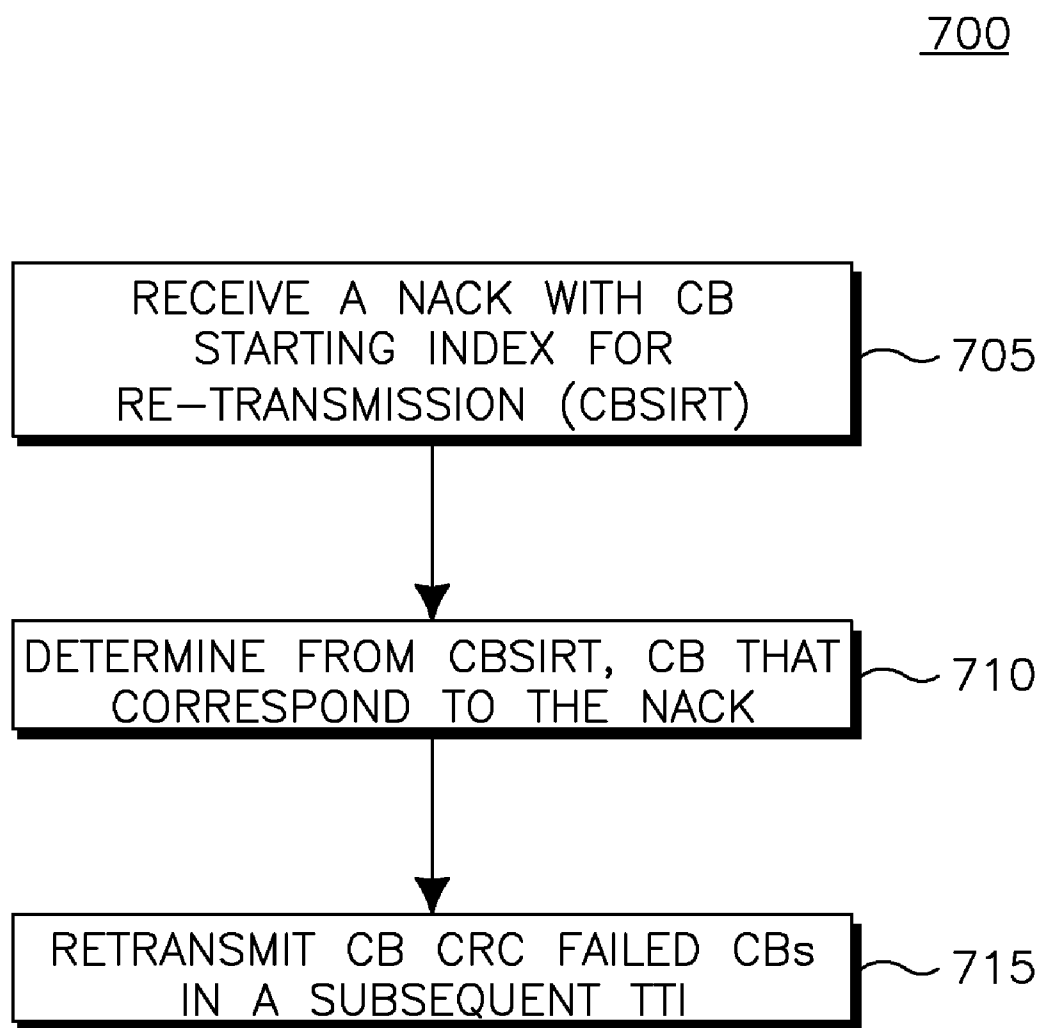 700
RECEIVE A NACK WITH CB
STARTING INDEX FOR
RE-TRANSMISSION (CBSIRT)
705
DETERMINE FROM CBSIRT, CB THAT
CORRESPOND TO THE NACK
710
RETRANSMIT CB CRC FAILED CBs
IN A SUBSEQUENT TTI
715